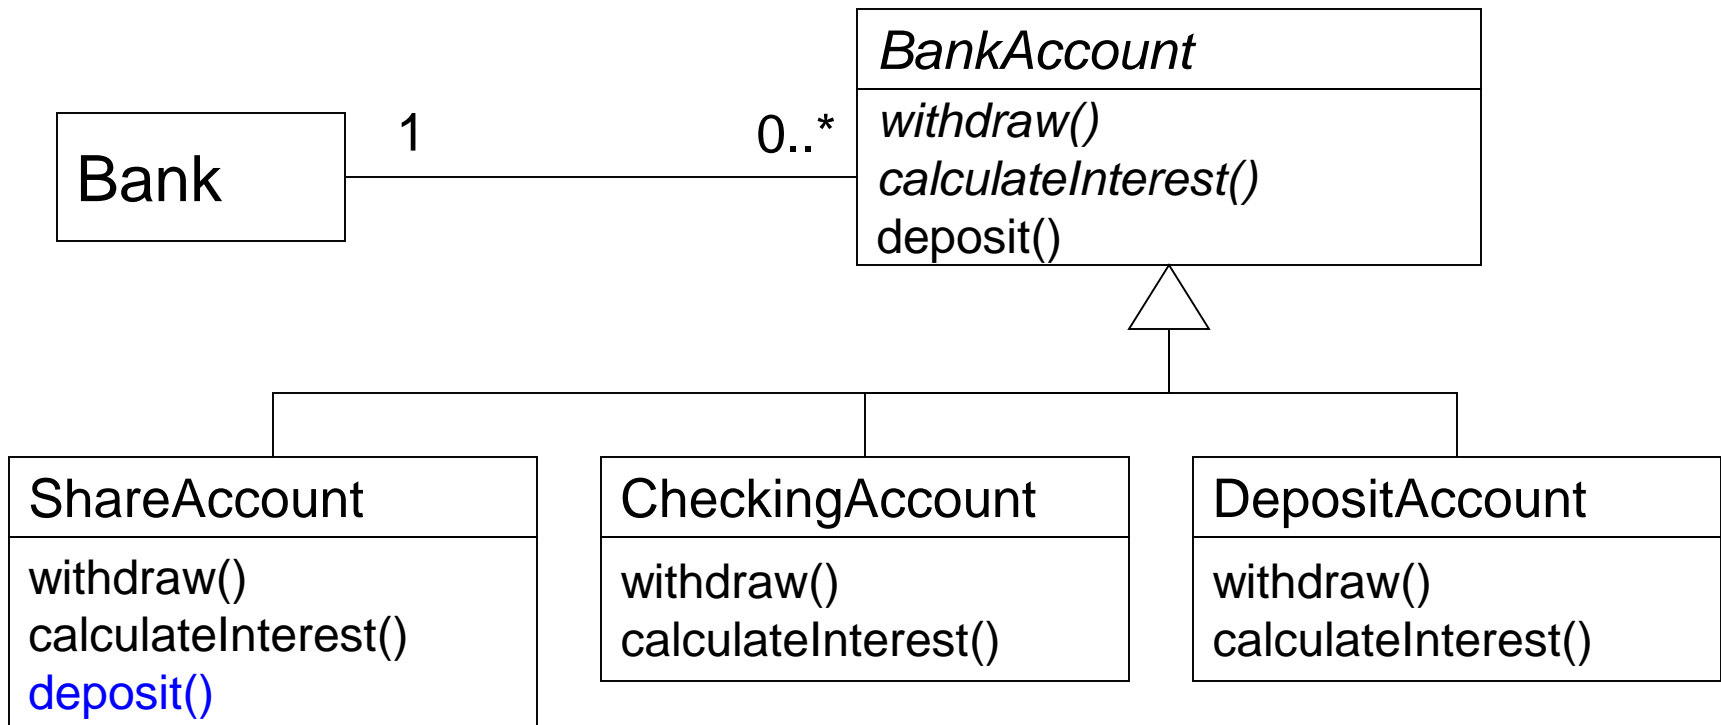 BankAccount
withdraw()
calculateInterest()
deposit()
Bank
1
0..*
ShareAccount
withdraw()
calculateInterest()
deposit()
CheckingAccount
withdraw()
calculateInterest()
DepositAccount
withdraw()
calculateInterest()